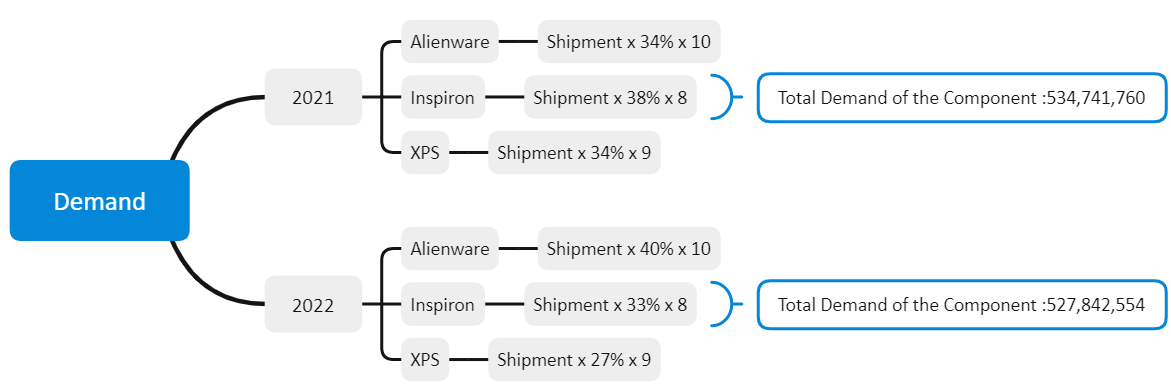 Demand
2021
Alienware
Shipment x 34% x 10
Inspiron
Shipment x 38% x 8
XPS
Shipment x 34% x 9
Total Demand of the Component :534,741,760
2022
Alienware
Shipment x 40% x 10
Inspiron
Shipment x 33% x 8
XPS
Shipment x 27% x 9
Total Demand of the Component :527,842,554